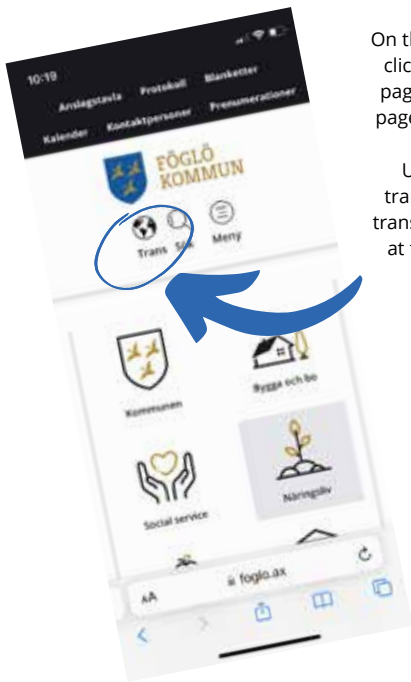 On th
clic
pag
page
U
tra
trans
at t
10:19
Anslagstavla Protokoll Blanketter
Kalender Kontaktpersoner Prenumerationer
FÖGLÖ
KOMMUN
Trans Sök Meny
Kommunen
Bygga och bo
Social service
Näringsliv
AA foglo.ax